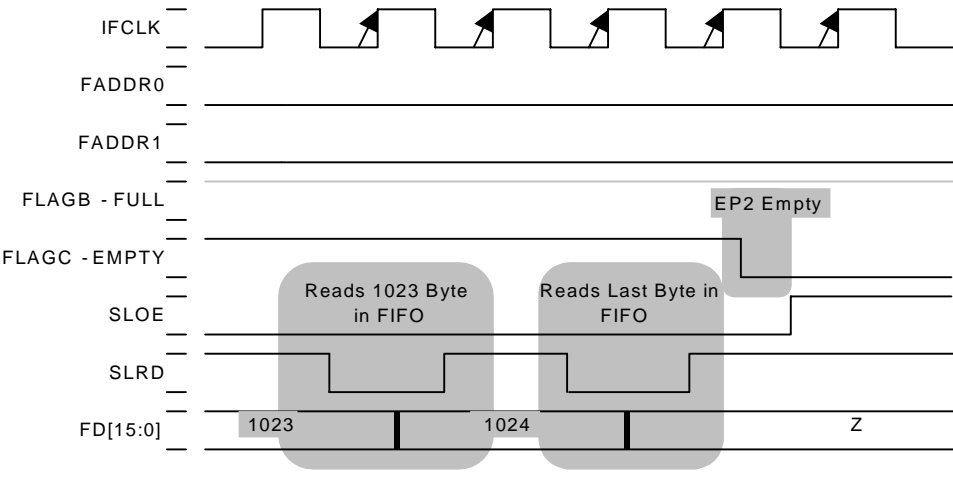 IFCLK
FADDR0
FADDR1
FLAGB - FULL
EP2 Empty
FLAGC - EMPTY
Reads 1023 Byte
in FIFO
Reads Last Byte in
FIFO
SLOE
SLRD
FD[15:0]
1023
1024
Z